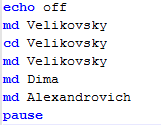 echo off
md Velikovsky
cd Velikovsky
md Velikovsky
md Dima
md Alexandrovich
pause